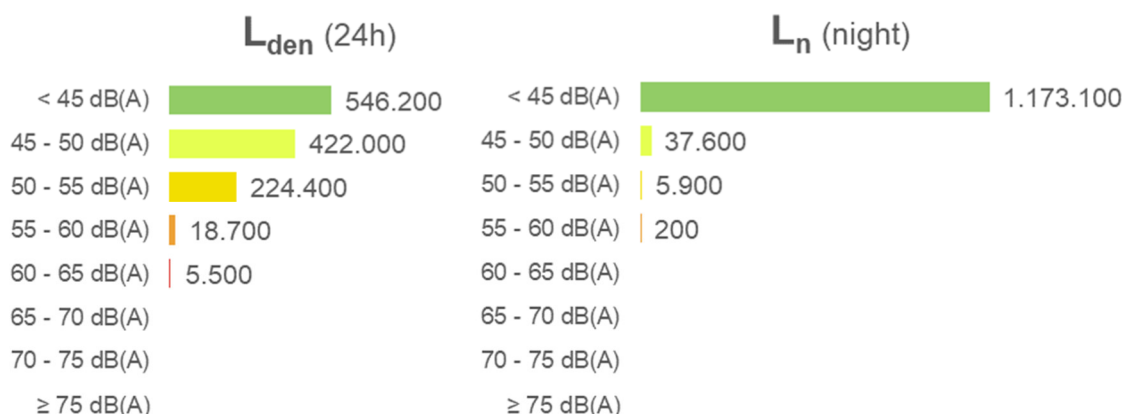 L_den (24h)
< 45 dB(A) 546.200
45 - 50 dB(A) 422.000
50 - 55 dB(A) 224.400
55 - 60 dB(A) 18.700
60 - 65 dB(A) 5.500
65 - 70 dB(A)
70 - 75 dB(A)
≥ 75 dB(A)
L_n (night)
< 45 dB(A) 1.173.100
45 - 50 dB(A) 37.600
50 - 55 dB(A) 5.900
55 - 60 dB(A) 200
60 - 65 dB(A)
65 - 70 dB(A)
70 - 75 dB(A)
≥ 75 dB(A)